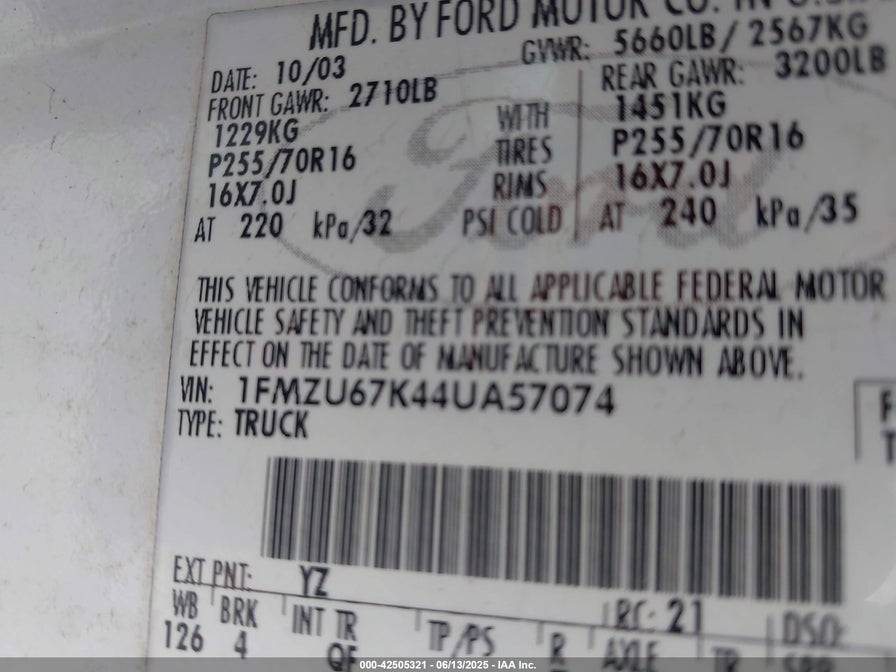 MFD. BY FORD MOTOR CO. IN U.S.A.
DATE: 10/03 GVWR: 5660LB / 2567KG
FRONT GAWR: 2710LB REAR GAWR: 3200LB
1229KG WITH 1451KG
P255/70R16 TIRES P255/70R16
16X7.0J RIMS 16X7.0J
AT 220 kPa/32 PSI COLD AT 240 kPa/35
THIS VEHICLE CONFORMS TO ALL APPLICABLE FEDERAL MOTOR
VEHICLE SAFETY AND THEFT PREVENTION STANDARDS IN
EFFECT ON THE DATE OF MANUFACTURE SHOWN ABOVE.
VIN: 1FMZU67K44UA57074
TYPE: TRUCK
EXT PNT: YZ RC: 21 DSO:
WB BRK INT TR TP/PS R AXLE TR
126 4 QF
000-42505321 - 06/13/2025 - IAA Inc.